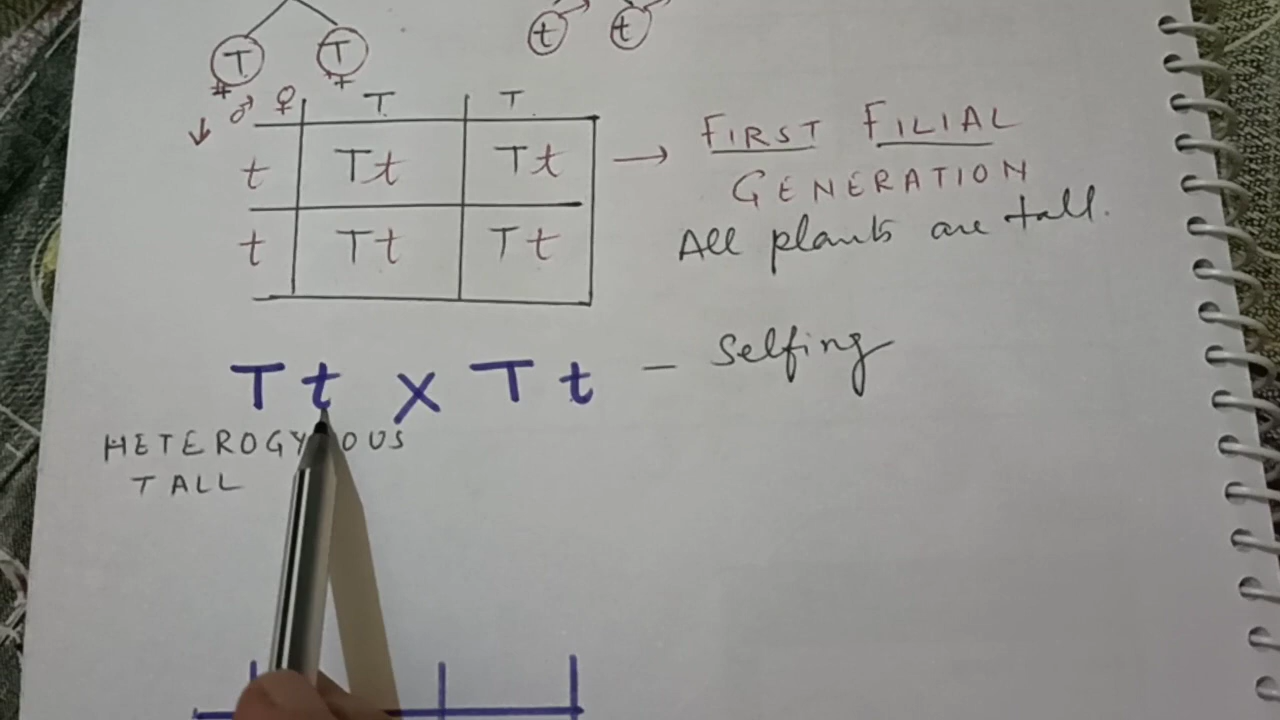 T T t t
♂ ♀ T T
t Tt Tt → FIRST FILIAL
GENERATION
t Tt Tt All plants are tall.
Tt X Tt – Selfing
TALL